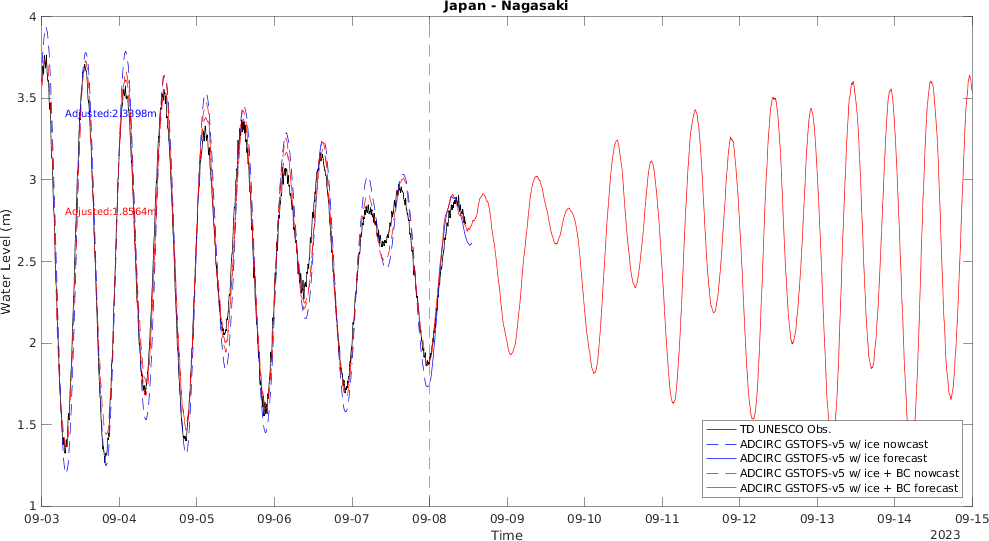 Japan - Nagasaki
4
3.5
3
2.5
2
1.5
1
Water Level (m)
Adjusted:2.3398m
Adjusted:1.8564m
TD UNESCO Obs.
ADCIRC GSTOFS-v5 w/ ice nowcast
ADCIRC GSTOFS-v5 w/ ice forecast
ADCIRC GSTOFS-v5 w/ ice + BC nowcast
ADCIRC GSTOFS-v5 w/ ice + BC forecast
09-03 09-04 09-05 09-06 09-07 09-08 09-09 09-10 09-11 09-12 09-13 09-14 09-15
Time
2023